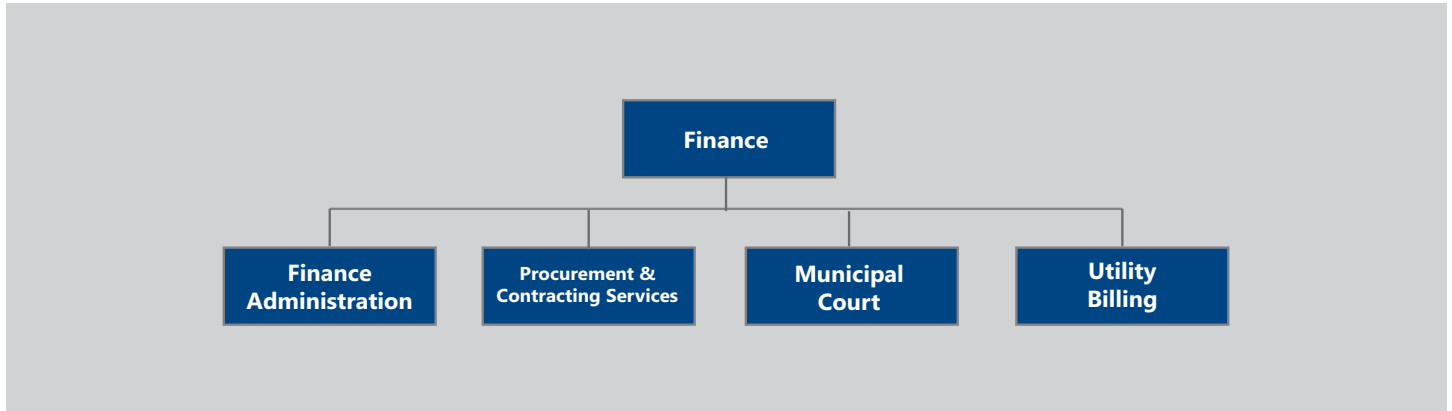 Finance
Finance
Administration
Procurement &
Contracting Services
Municipal
Court
Utility
Billing